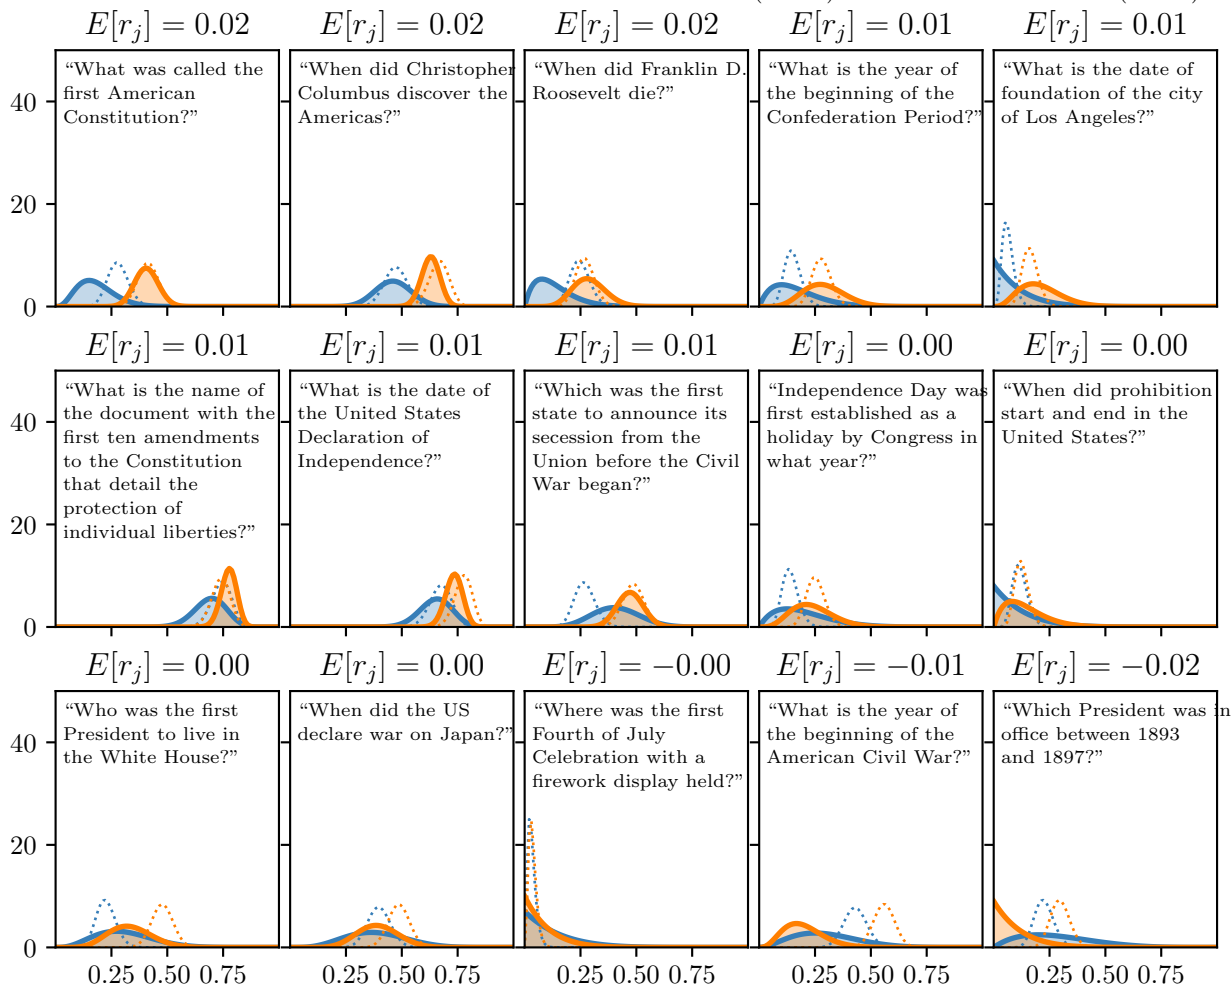 E[r_j] = 0.02
E[r_j] = 0.02
E[r_j] = 0.02
E[r_j] = 0.01
E[r_j] = 0.01
“What was called the
first American
Constitution?”
“When did Christopher
Columbus discover the
Americas?”
“When did Franklin D.
Roosevelt die?”
“What is the year of
the beginning of the
Confederation Period?”
“What is the date of
foundation of the city
of Los Angeles?”
40
20
0
E[r_j] = 0.01
E[r_j] = 0.01
E[r_j] = 0.01
E[r_j] = 0.00
E[r_j] = 0.00
“What is the name of
the document with the
first ten amendments
to the Constitution
that detail the
protection of
individual liberties?”
“What is the date of
the United States
Declaration of
Independence?”
“Which was the first
state to announce its
secession from the
Union before the Civil
War began?”
“Independence Day was
first established as a
holiday by Congress in
what year?”
“When did prohibition
start and end in the
United States?”
40
20
0
E[r_j] = 0.00
E[r_j] = 0.00
E[r_j] = −0.00
E[r_j] = −0.01
E[r_j] = −0.02
“Who was the first
President to live in
the White House?”
“When did the US
declare war on Japan?”
“Where was the first
Fourth of July
Celebration with a
firework display held?”
“What is the year of
the beginning of the
American Civil War?”
“Which President was in
office between 1893
and 1897?”
40
20
0
0.25 0.50 0.75
0.25 0.50 0.75
0.25 0.50 0.75
0.25 0.50 0.75
0.25 0.50 0.75